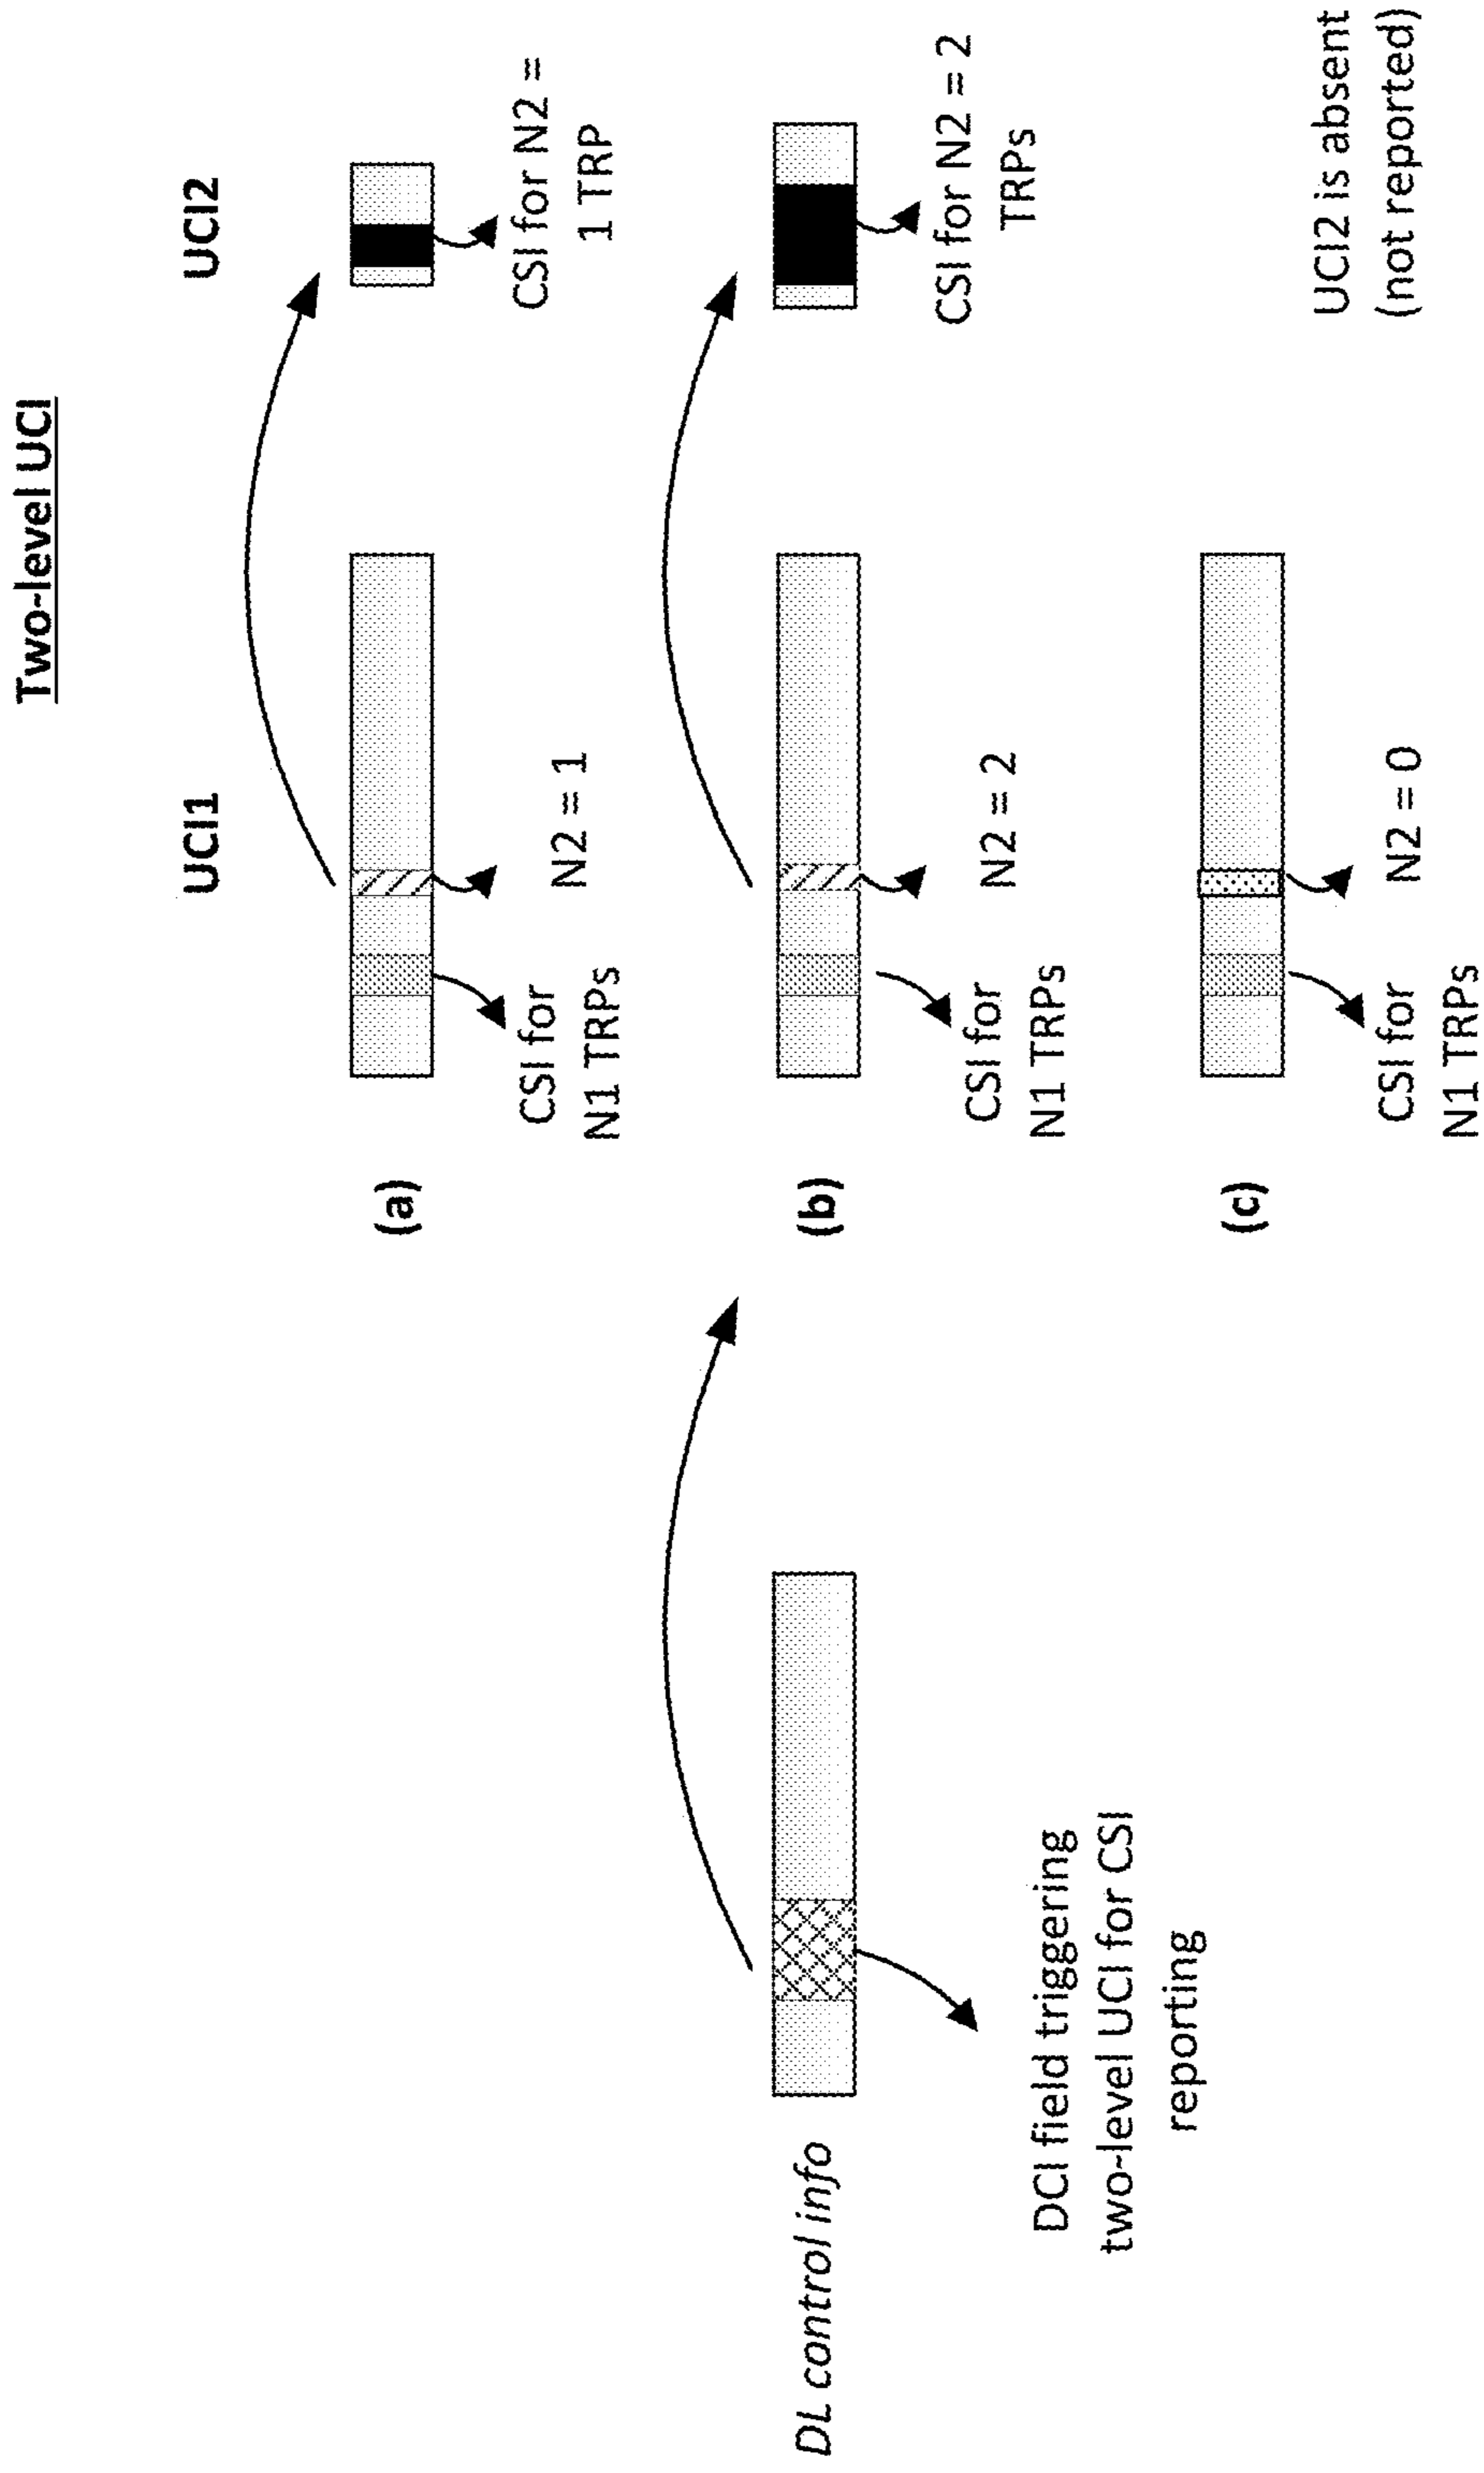 Two-level UCI
UCI1
UCI2
(a)
CSI for
N1 TRPs
N2 = 1
CSI for N2 =
1 TRP
DL control info
DCI field triggering
two-level UCI for CSI
reporting
(b)
CSI for
N1 TRPs
N2 = 2
CSI for N2 = 2
TRPs
(c)
CSI for
N1 TRPs
N2 = 0
UCI2 is absent
(not reported)